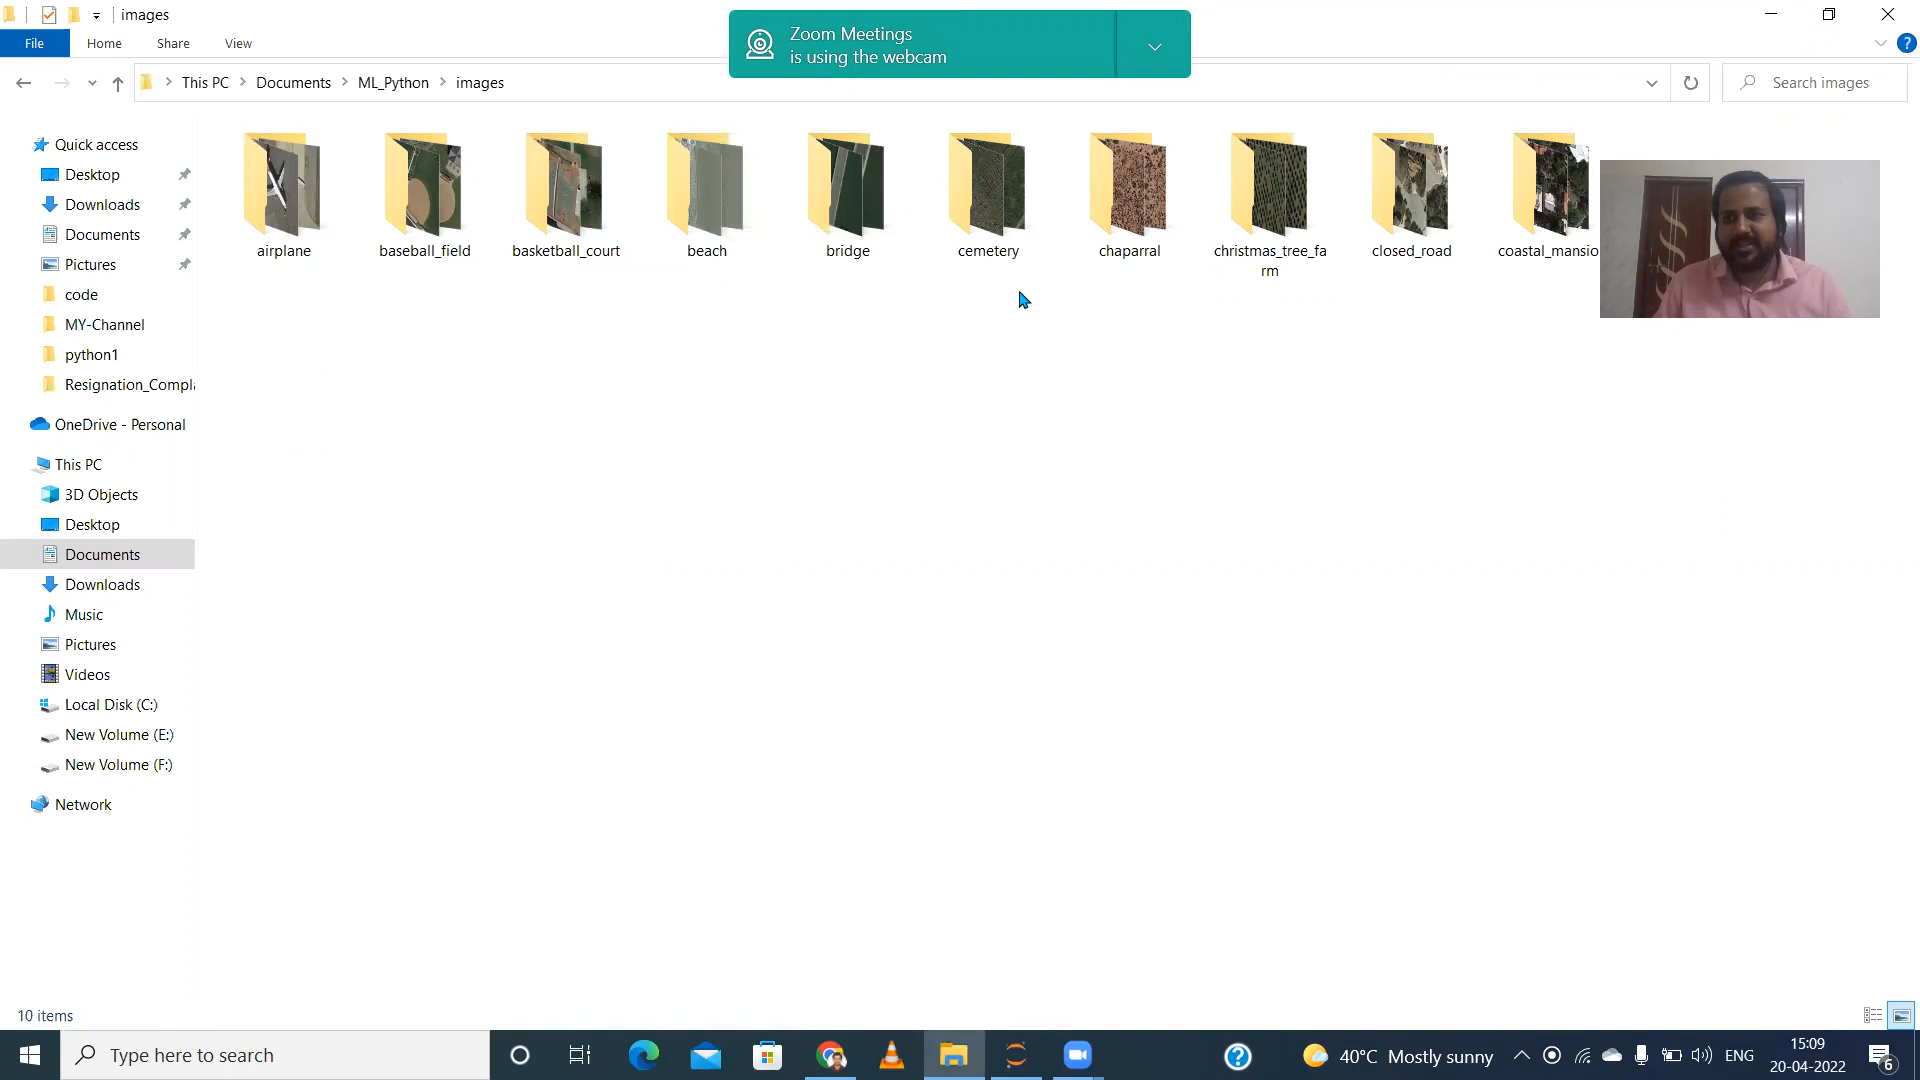 images
File Home Share View
Zoom Meetings
is using the webcam
This PC Documents ML_Python images
Search images
Quick access
Desktop
Downloads
Documents
Pictures
code
MY-Channel
python1
Resignation_Compl
OneDrive - Personal
This PC
3D Objects
Desktop
Documents
Downloads
Music
Pictures
Videos
Local Disk (C:)
New Volume (E:)
New Volume (F:)
Network
airplane baseball_field basketball_court beach bridge cemetery chaparral christmas_tree_fa closed_road coastal_mansio
rm
10 items
Type here to search
40°C Mostly sunny
ENG
15:09
20-04-2022
6